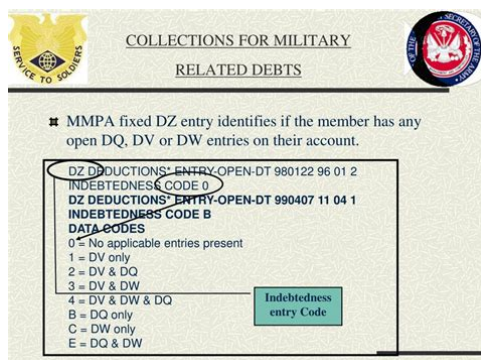 COLLECTIONS FOR MILITARY
RELATED DEBTS
SERVICE TO SOLDIERS
MMPA fixed DZ entry identifies if the member has any
open DQ, DV or DW entries on their account.
DZ DEDUCTIONS* ENTRY-OPEN-DT 980122 96 01 2
INDEBTEDNESS CODE 0
DZ DEDUCTIONS* ENTRY-OPEN-DT 990407 11 04 1
INDEBTEDNESS CODE B
DATA CODES
0 = No applicable entries present
1 = DV only
2 = DV & DQ
3 = DV & DW
4 = DV & DW & DQ
B = DQ only
C = DW only
E = DQ & DW
Indebtedness
entry Code